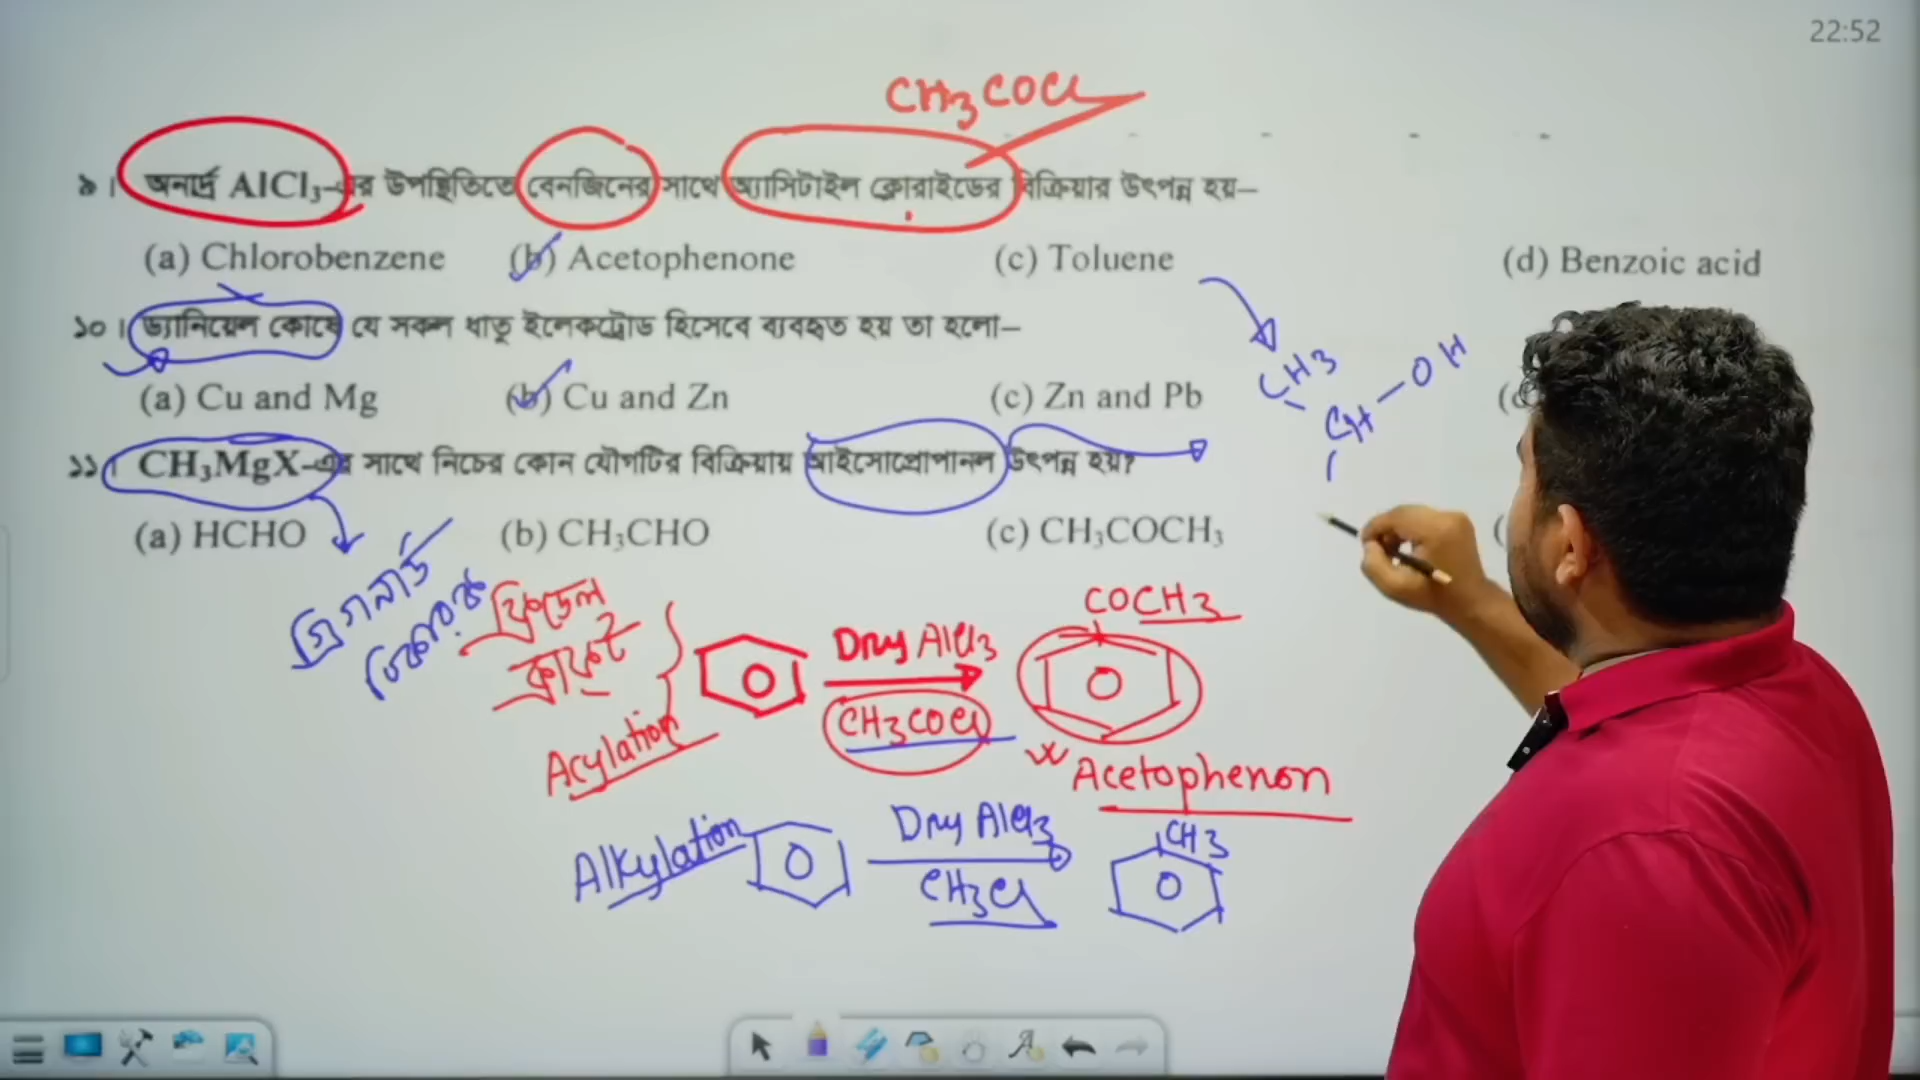 22:52
CH3COCl
৯। অনার্দ্র AlCl₃-এর উপস্থিতিতে বেনজিনের সাথে অ্যাসিটাইল ক্লোরাইডের বিক্রিয়ার উৎপন্ন হয়–
(a) Chlorobenzene (b) Acetophenone (c) Toluene (d) Benzoic acid
১০। ড্যানিয়েল কোষে যে সকল ধাতু ইলেকট্রোড হিসেবে ব্যবহৃত হয় তা হলো–
(a) Cu and Mg (b) Cu and Zn (c) Zn and Pb
CH3 CH OH
১১। CH₃MgX-এর সাথে নিচের কোন যৌগটির বিক্রিয়ায় আইসোপ্রোপানল উৎপন্ন হয়?
(a) HCHO (b) CH₃CHO (c) CH₃COCH₃
গ্রিগনার্ড
বিকারক
ফ্রিডেল
ক্রাফট
Acylation
Dry AlCl3
CH3COCl
COCH3
Acetophenon
Alkylation
Dry AlCl3
CH3Cl
CH3